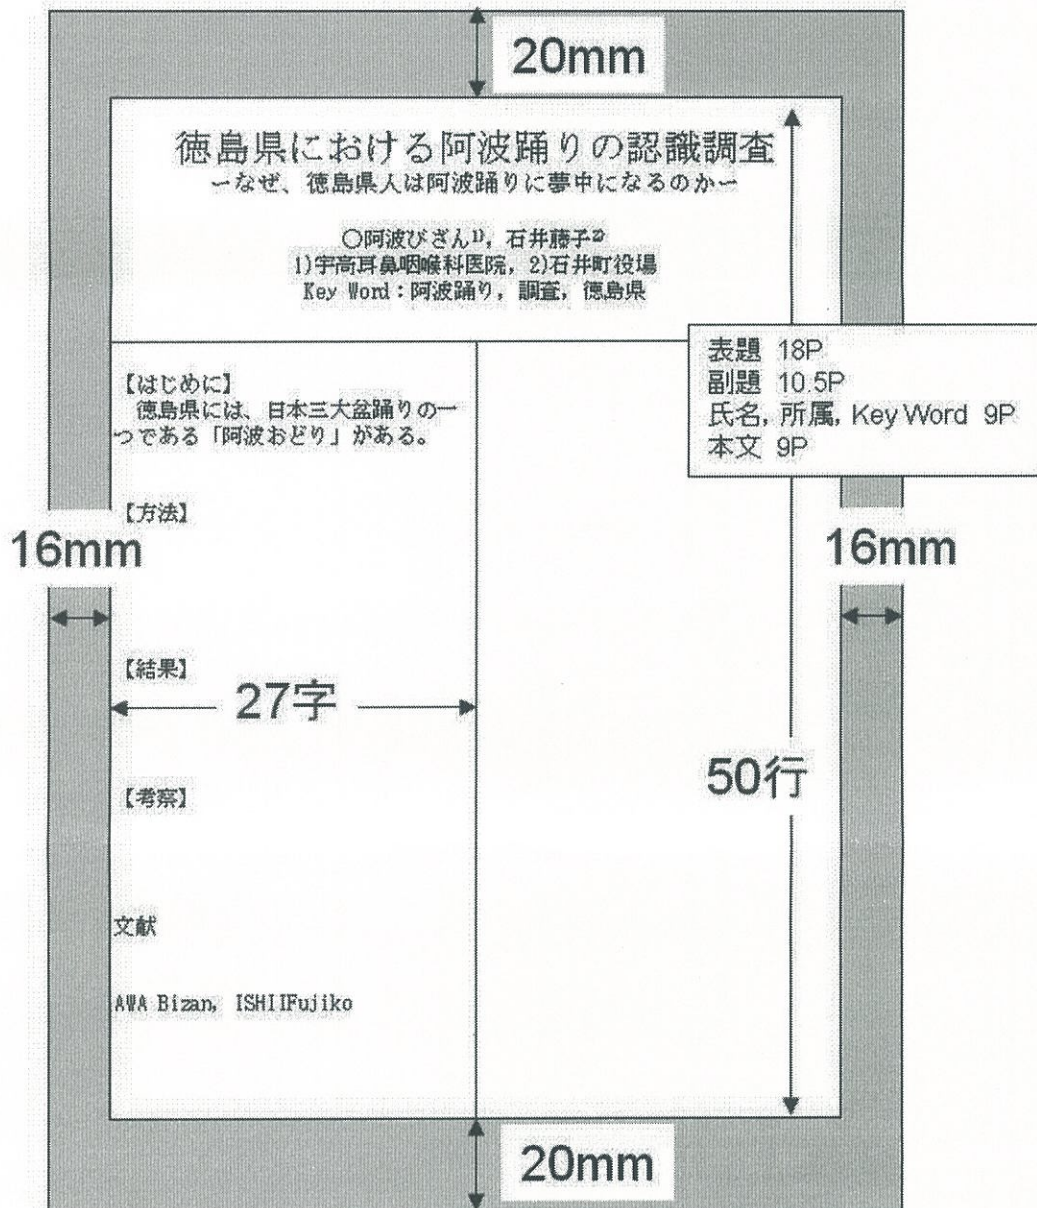 20mm
徳島県における阿波踊りの認識調査
ーなぜ、徳島県人は阿波踊りに夢中になるのかー
〇阿波びざん1), 石井藤子2)
1)宇高耳鼻咽喉科医院, 2)石井町役場
Key Word：阿波踊り, 調査, 徳島県
表題 18P
副題 10.5P
氏名, 所属, Key Word 9P
本文 9P
【はじめに】
徳島県には、日本三大盆踊りの一
つである「阿波おどり」がある。
【方法】
16mm
16mm
【結果】
27字
50行
【考察】
文献
AWA Bizan, ISHIIFujiko
20mm